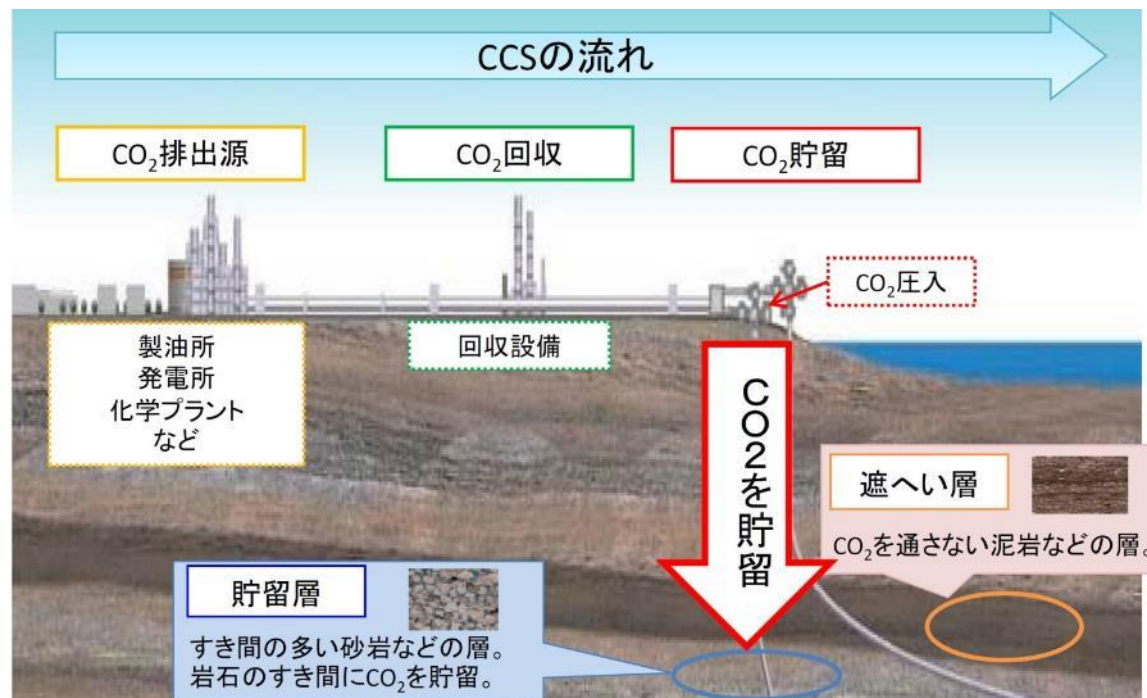 CCSの流れ
CO₂排出源
CO₂回収
CO₂貯留
CO₂圧入
製油所
発電所
化学プラント
など
回収設備
CO2を貯留
遮へい層
CO₂を通さない泥岩などの層。
貯留層
すき間の多い砂岩などの層。
岩石のすき間にCO₂を貯留。